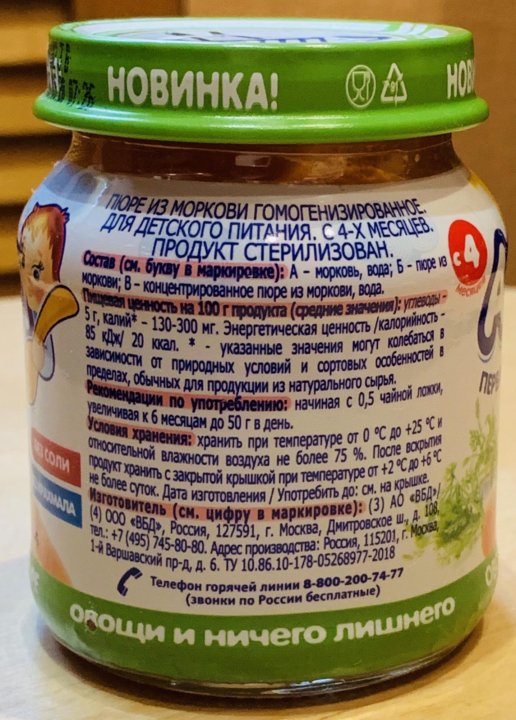 НОВИНКА!
НОВ
ПЮРЕ ИЗ МОРКОВИ ГОМОГЕНИЗИРОВАННОЕ.
ДЛЯ ДЕТСКОГО ПИТАНИЯ. С 4-Х МЕСЯЦЕВ.
ПРОДУКТ СТЕРИЛИЗОВАН.
Состав (см. букву в маркировке): А – морковь, вода; Б – пюре из
моркови; В – концентрированное пюре из моркови, вода.
Пищевая ценность на 100 г продукта (средние значения): углеводы –
5 г, калий* – 130-300 мг. Энергетическая ценность /калорийность -
85 кДж/ 20 ккал. * - указанные значения могут колебаться в
зависимости от природных условий и сортовых особенностей в
пределах, обычных для продукции из натурального сырья.
Рекомендации по употреблению: начиная с 0,5 чайной ложки,
увеличивая к 6 месяцам до 50 г в день.
Условия хранения: хранить при температуре от 0 °С до +25 °С и
относительной влажности воздуха не более 75 %. После вскрытия
продукт хранить с закрытой крышкой при температуре от +2 °С до +6 °С
не более суток. Дата изготовления / Употребить до: см. на крышке.
Изготовитель (см. цифру в маркировке): (3) АО «ВБД»/
(4) ООО «ВБД», Россия, 127591, г. Москва, Дмитровское ш., д. 108,
тел.: +7 (495) 745-80-80. Адрес производства: Россия, 115201, г. Москва,
1-й Варшавский пр-д, д. 6. ТУ 10.86.10-178-05268977-2018
Телефон горячей линии 8-800-200-74-77
(звонки по России бесплатные)
с 4
месяцев
ПЕРВ
БЕЗ СОЛИ
КРАХМАЛА
овощи и ничего лишнего